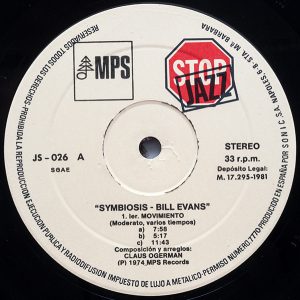 MPS
STOP
JAZZ
JS - 026 A
SGAE
STEREO
33 r.p.m.
Depósito Legal:
M. 17.295-1981
"SYMBIOSIS - BILL EVANS"
1. 1er. MOVIMIENTO
(Moderato, varios tiempos)
a) 7:58
b) 5:17
c) 11:43
Composición y arreglos:
CLAUS OGERMAN
℗ 1974, MPS Records
RESERVADOS TODOS LOS DERECHOS-PROHIBIDA LA REPRODUCCION EJECUCION PUBLICA Y RADIODIFUSION IMPUESTO DE LUJO A METALICO-PERMISO NUMERO 7770-PRODUCIDO EN ESPAÑA POR SONIC S.A. NAPOLES 6 STA. Mª BARBARA